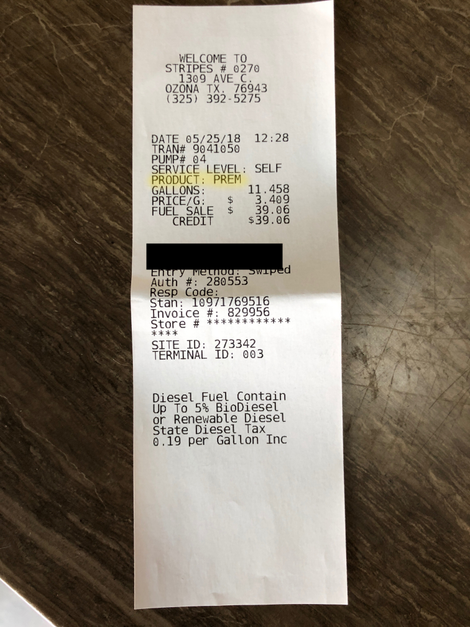 WELCOME TO
STRIPES # 0270
1309 AVE C.
OZONA TX. 76943
(325) 392-5275
DATE 05/25/18 12:28
TRAN# 9041050
PUMP# 04
SERVICE LEVEL: SELF
PRODUCT: PREM
GALLONS: 11.458
PRICE/G: $ 3.409
FUEL SALE $ 39.06
CREDIT $39.06
Entry Method: Swiped
Auth #: 280553
Resp Code:
Stan: 10971769516
Invoice #: 829956
Store # ************
****
SITE ID: 273342
TERMINAL ID: 003
Diesel Fuel Contain
Up To 5% BioDiesel
or Renewable Diesel
State Diesel Tax
0.19 per Gallon Inc